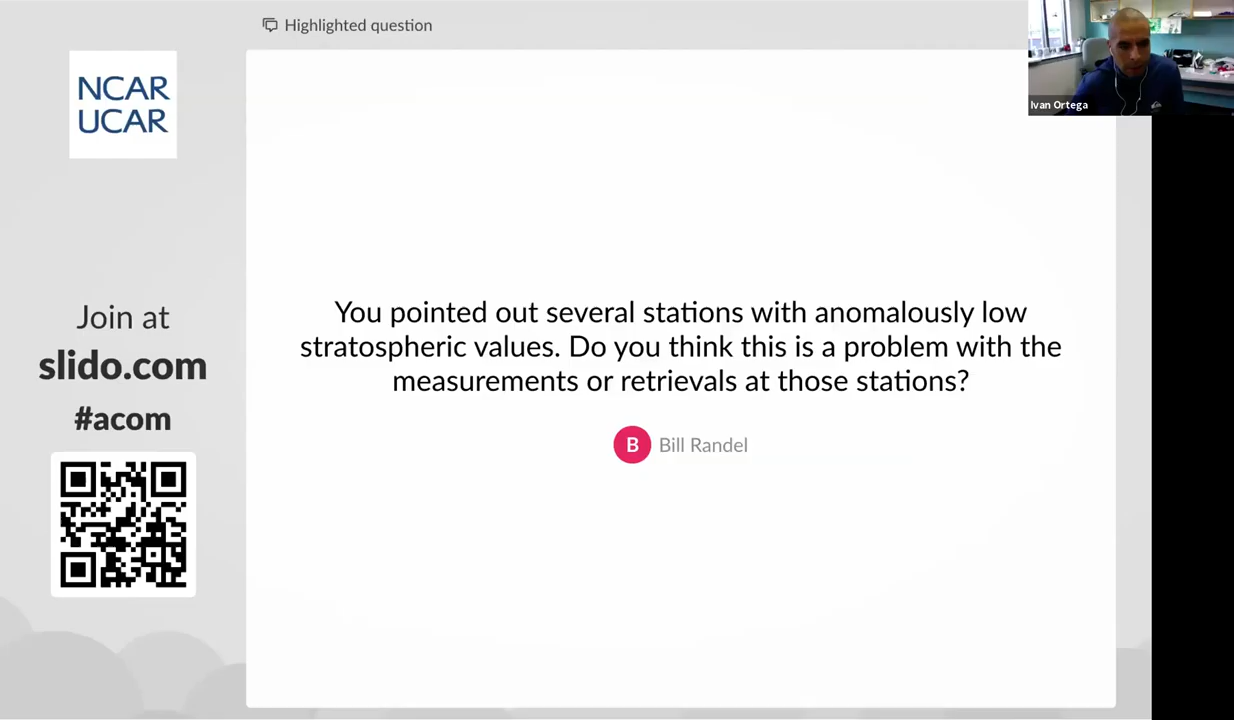 Highlighted question
NCAR
UCAR
Ivan Ortega
Join at
slido.com
#acom
You pointed out several stations with anomalously low
stratospheric values. Do you think this is a problem with the
measurements or retrievals at those stations?
B Bill Randel